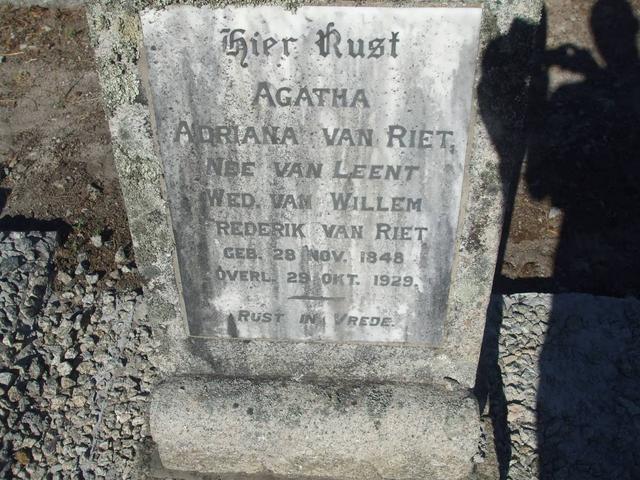 Hier Rust
AGATHA
ADRIANA VAN RIET,
NEE VAN LEENT
WED. VAN WILLEM
FREDERIK VAN RIET
GEB. 28 NOV. 1848
OVERL. 29 OKT. 1929.
RUST IN VREDE.